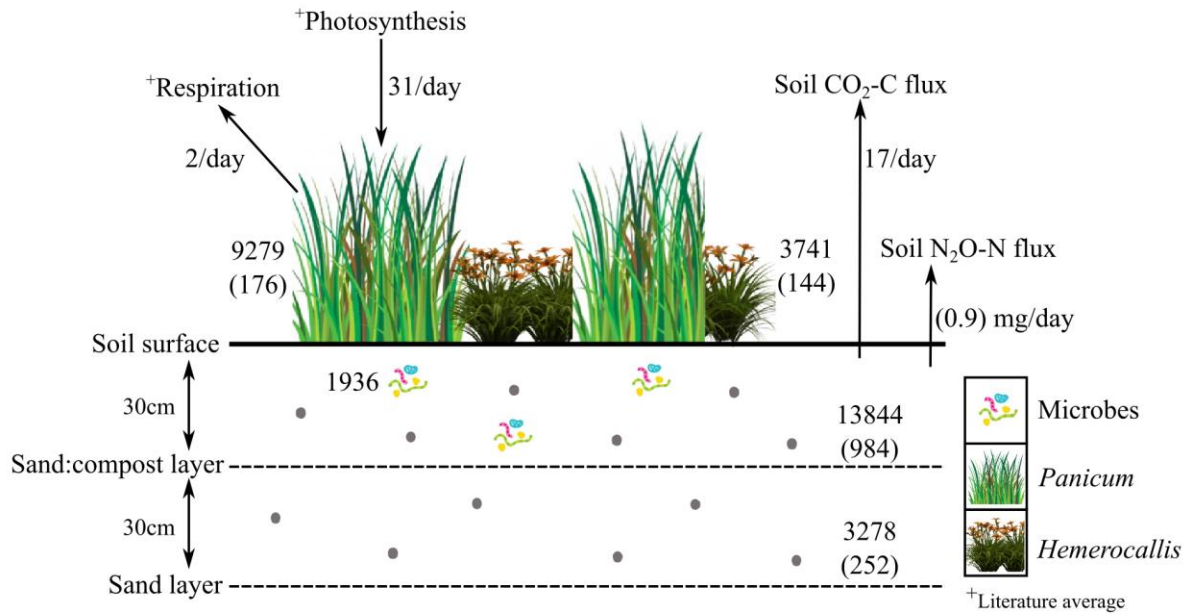 +Photosynthesis
+Respiration
31/day
2/day
Soil CO₂-C flux
17/day
9279
(176)
3741
(144)
Soil N₂O-N flux
(0.9) mg/day
Soil surface
30cm
1936
13844
(984)
Sand:compost layer
30cm
3278
(252)
Sand layer
Microbes
Panicum
Hemerocallis
+Literature average